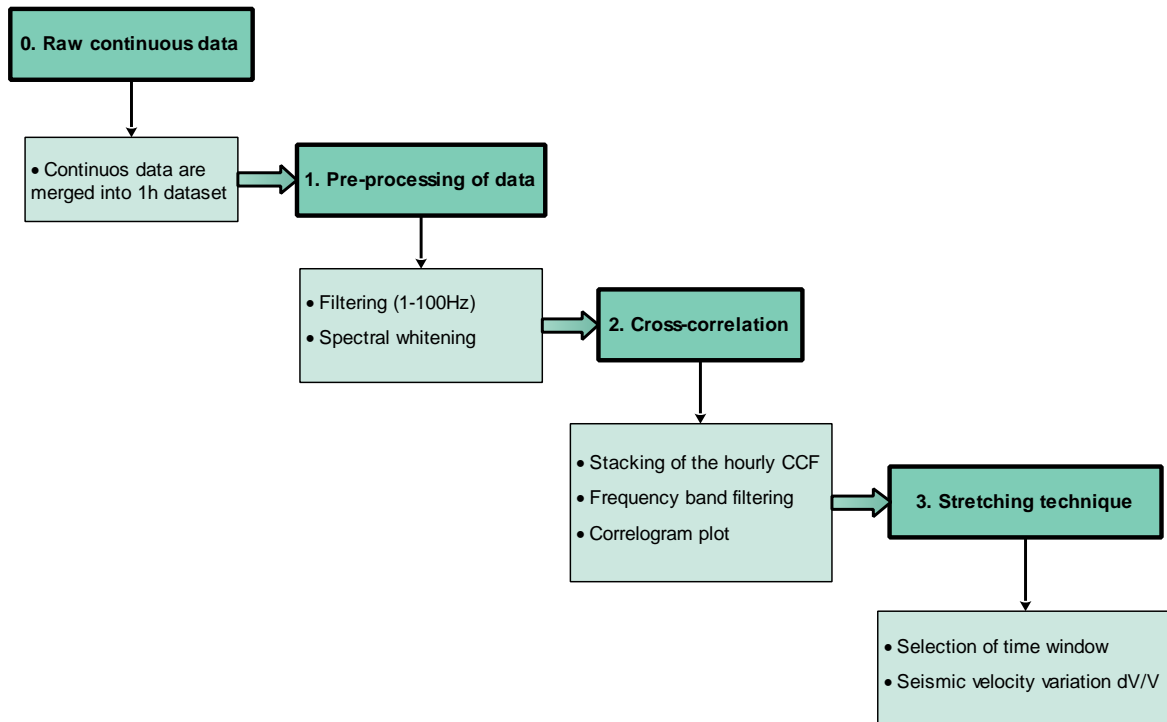 0. Raw continuous data
• Continuos data are
merged into 1h dataset
1. Pre-processing of data
• Filtering (1-100Hz)
• Spectral whitening
2. Cross-correlation
• Stacking of the hourly CCF
• Frequency band filtering
• Correlogram plot
3. Stretching technique
• Selection of time window
• Seismic velocity variation dV/V